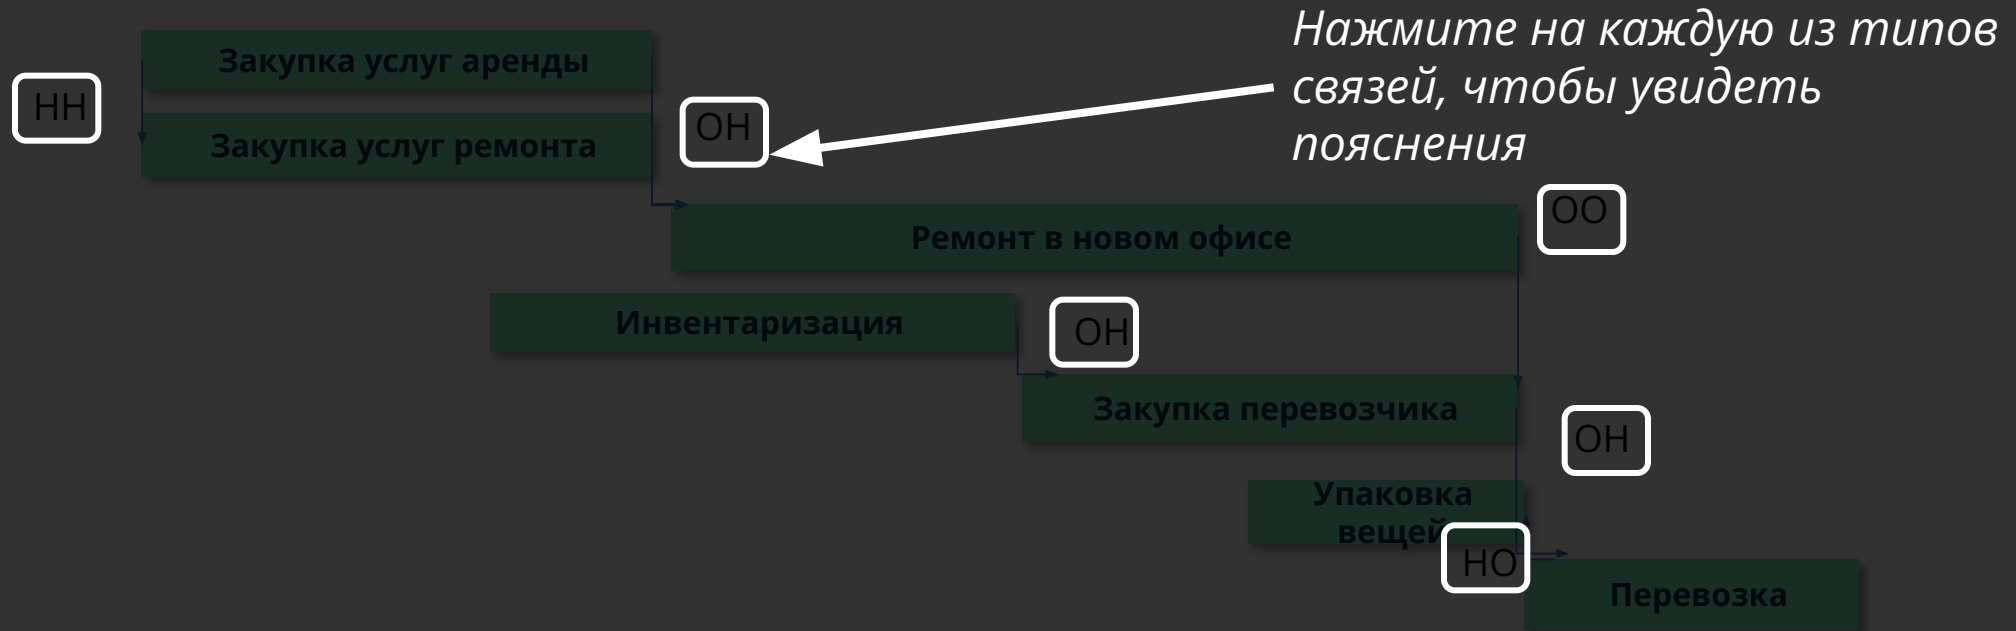 Нажмите на каждую из типов
связей, чтобы увидеть
пояснения
Закупка услуг аренды
НН
ОН
Закупка услуг ремонта
ОО
Ремонт в новом офисе
Инвентаризация
ОН
Закупка перевозчика
ОН
Упаковка
вещей
НО
Перевозка